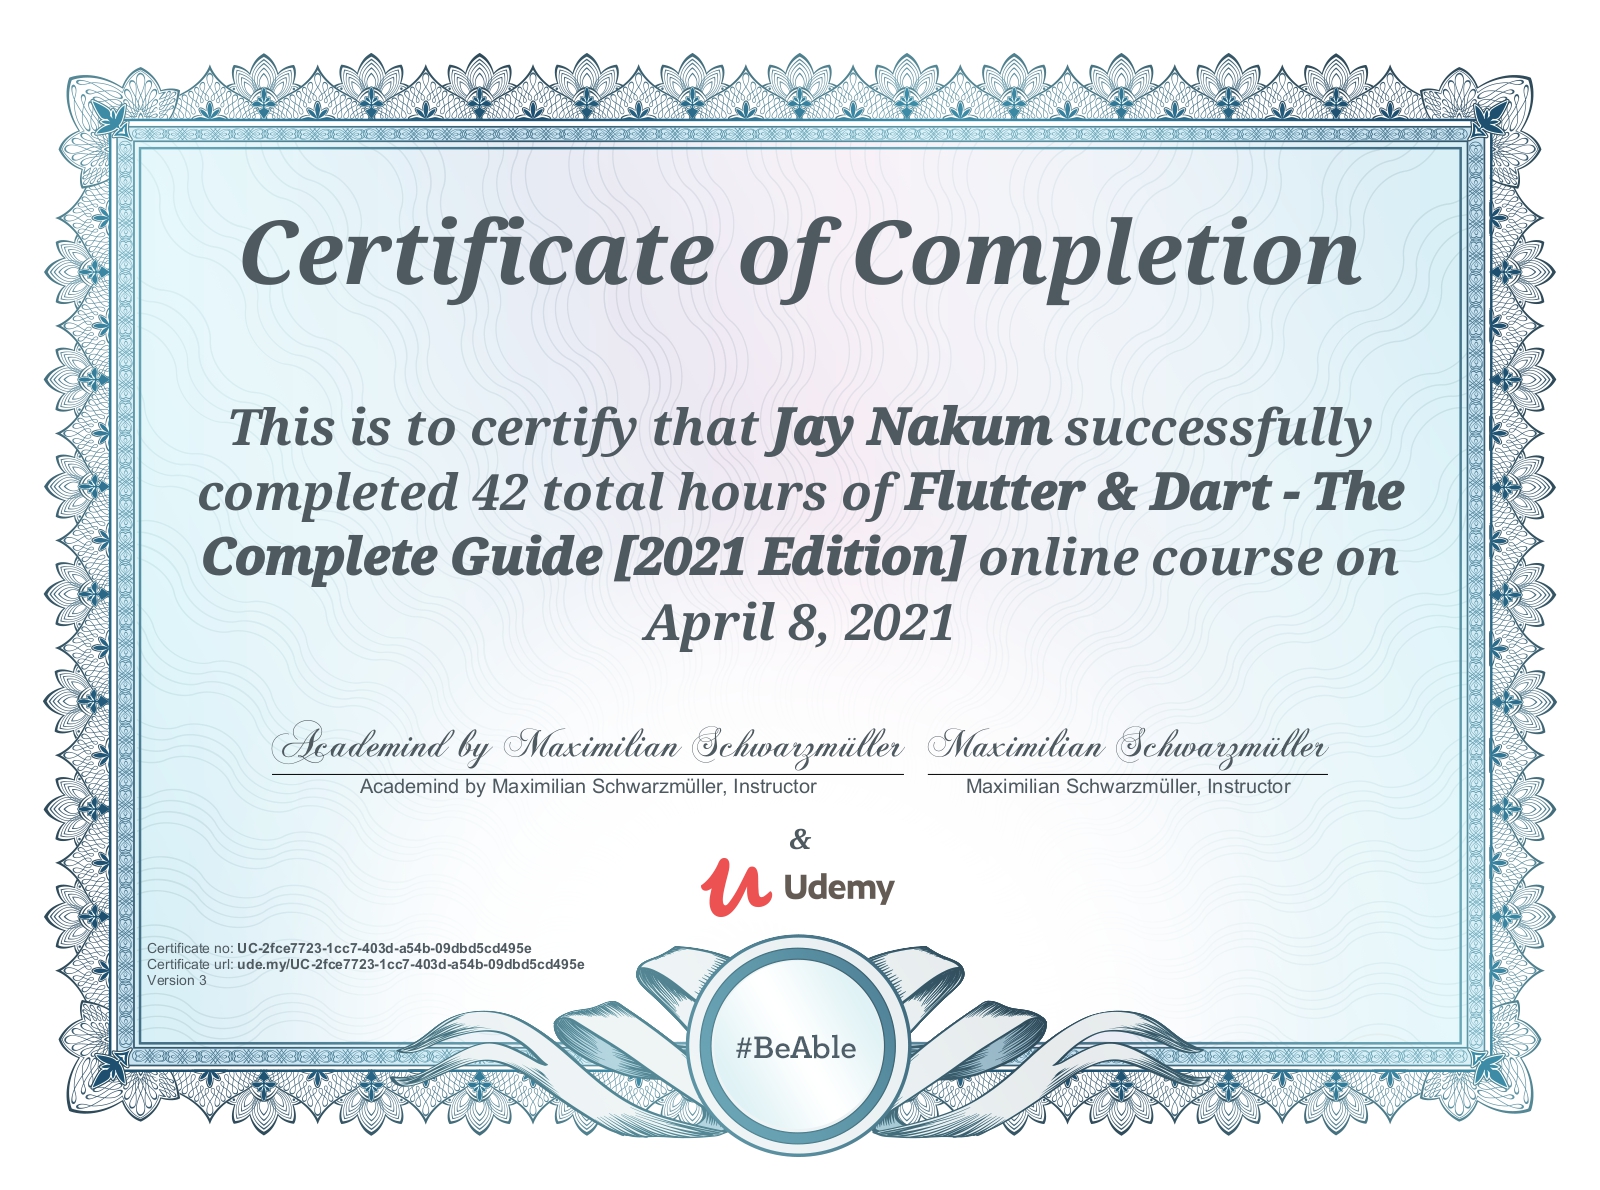 Certificate of Completion
This is to certify that Jay Nakum successfully
completed 42 total hours of Flutter & Dart - The
Complete Guide [2021 Edition] online course on
April 8, 2021
Academind by Maximilian Schwarzmüller Maximilian Schwarzmüller
Academind by Maximilian Schwarzmüller, Instructor Maximilian Schwarzmüller, Instructor
&
Udemy
Certificate no: UC-2fce7723-1cc7-403d-a54b-09dbd5cd495e
Certificate url: ude.my/UC-2fce7723-1cc7-403d-a54b-09dbd5cd495e
Version 3
#BeAble